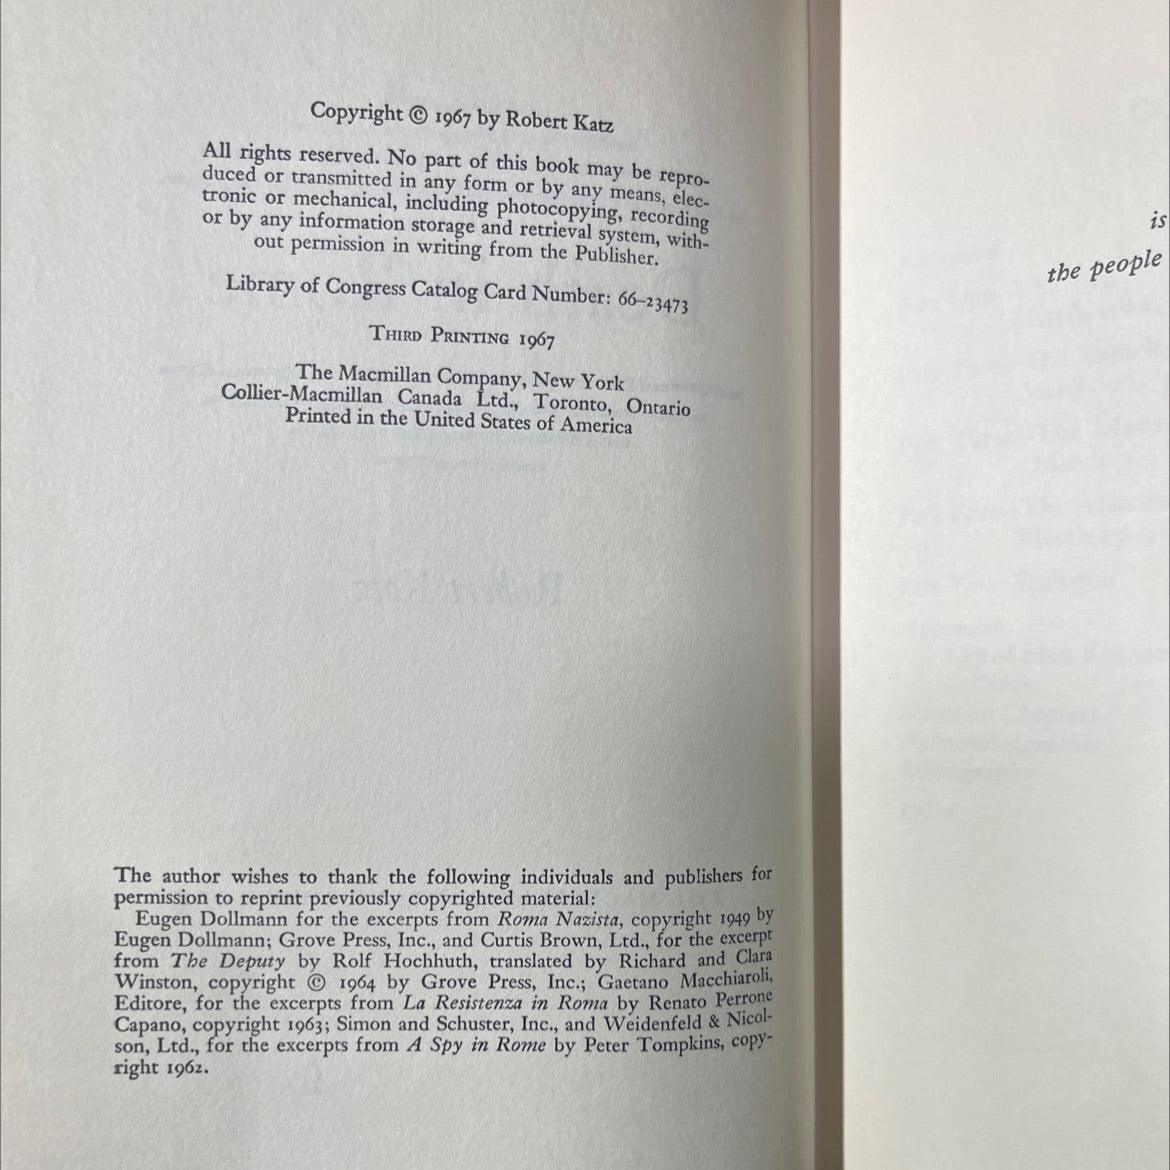 Copyright © 1967 by Robert Katz
All rights reserved. No part of this book may be repro-
duced or transmitted in any form or by any means, elec-
tronic or mechanical, including photocopying, recording
or by any information storage and retrieval system, with-
out permission in writing from the Publisher.
Library of Congress Catalog Card Number: 66–23473
Third Printing 1967
The Macmillan Company, New York
Collier-Macmillan Canada Ltd., Toronto, Ontario
Printed in the United States of America
The author wishes to thank the following individuals and publishers for
permission to reprint previously copyrighted material:
Eugen Dollmann for the excerpts from Roma Nazista, copyright 1949 by
Eugen Dollmann; Grove Press, Inc., and Curtis Brown, Ltd., for the excerpt
from The Deputy by Rolf Hochhuth, translated by Richard and Clara
Winston, copyright © 1964 by Grove Press, Inc.; Gaetano Macchiaroli,
Editore, for the excerpts from La Resistenza in Roma by Renato Perrone
Capano, copyright 1963; Simon and Schuster, Inc., and Weidenfeld & Nicol-
son, Ltd., for the excerpts from A Spy in Rome by Peter Tompkins, copy-
right 1962.
is
the people